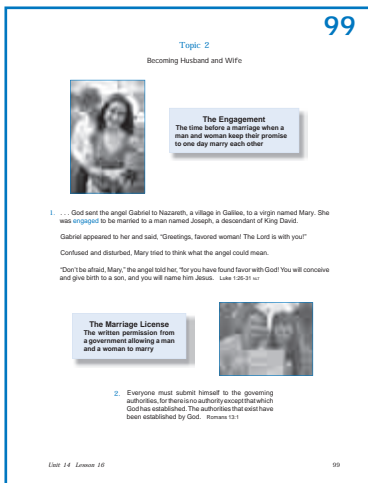 99
Topic 2
Becoming Husband and Wife
The Engagement
The time before a marriage when a
man and woman keep their promise
to one day marry each other
1. . . . God sent the angel Gabriel to Nazareth, a village in Galilee, to a virgin named Mary. She
was engaged to be married to a man named Joseph, a descendant of King David.
Gabriel appeared to her and said, “Greetings, favored woman! The Lord is with you!”
Confused and disturbed, Mary tried to think what the angel could mean.
“Don’t be afraid, Mary,” the angel told her, “for you have found favor with God! You will conceive
and give birth to a son, and you will name him Jesus. Luke 1:26-31 NLT
The Marriage License
The written permission from
a government allowing a man
and a woman to marry
2. Everyone must submit himself to the governing
authorities, for there is no authority except that which
God has established. The authorities that exist have
been established by God. Romans 13:1
Unit 14 Lesson 16 99